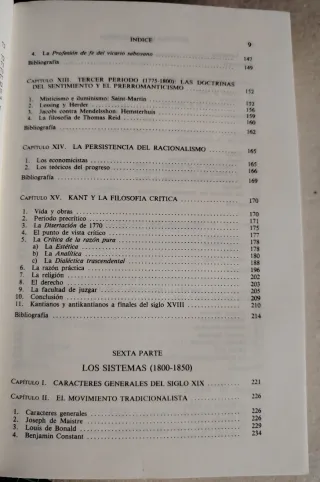 ÍNDICE 9
4. La Profesión de fe del vicario saboyano 147
Bibliografía 149
CAPÍTULO XIII. TERCER PERIODO (1775-1800): LAS DOCTRINAS
DEL SENTIMIENTO Y EL PRERROMANTICISMO 152
1. Misticismo e iluminismo: Saint-Martin 152
2. Lessing y Herder 156
3. Jacobi contra Mendelssohn: Hemsterhuis
4. La filosofía de Thomas Reid 160
Bibliografía 162
CAPÍTULO XIV. LA PERSISTENCIA DEL RACIONALISMO 165
1. Los economistas 165
2. Los teóricos del progreso 166
Bibliografía 169
CAPÍTULO XV. KANT Y LA FILOSOFIA CRITICA 170
1. Vida y obras 170
2. Periodo precrítico 171
3. La Disertación de 1770 175
4. El punto de vista crítico 177
5. La Crítica de la razón pura 178
a) La Estética 178
b) La Analítica 180
c) La Dialéctica trascendental 188
6. La razón práctica 196
7. La religión 202
8. El derecho 203
9. La facultad de juzgar 205
10. Conclusión 209
11. Kantianos y antikantianos a finales del siglo XVIII 210
Bibliografía 214
SEXTA PARTE
LOS SISTEMAS (1800-1850)
CAPÍTULO I. CARACTERES GENERALES DEL SIGLO XIX 221
CAPÍTULO II. EL MOVIMIENTO TRADICIONALISTA 226
1. Caracteres generales 226
2. Joseph de Maistre 226
3. Louis de Bonald 229
4. Benjamin Constant 234